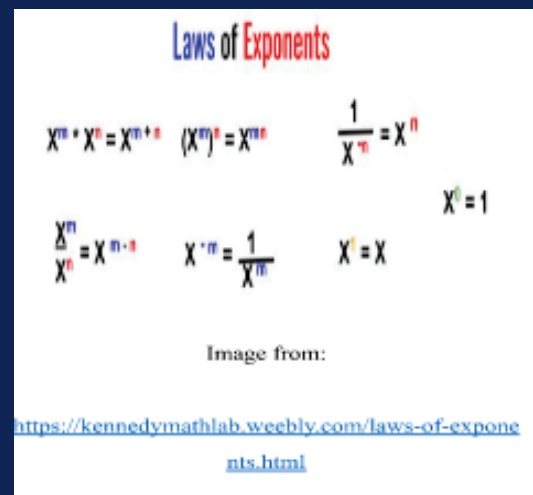 Laws of Exponents
Xᵐ · Xⁿ = Xᵐ⁺ⁿ (Xᵐ)ⁿ = Xᵐⁿ 1/X⁻ⁿ = Xⁿ
X⁰ = 1
Xᵐ/Xⁿ = Xᵐ⁻ⁿ X⁻ᵐ = 1/Xᵐ X¹ = X
Image from:
https://kennedymathlab.weebly.com/laws-of-expone
nts.html